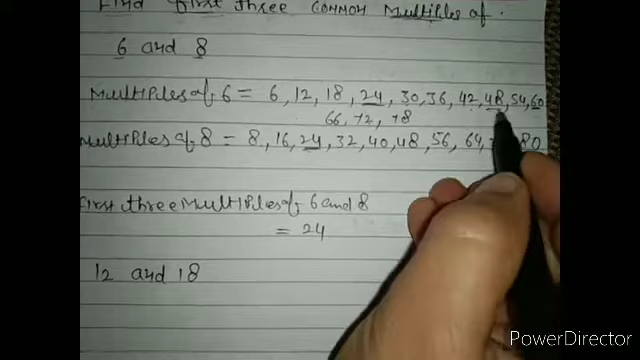 Find first three common Multiples of.
6 and 8
Multiples of 6 = 6, 12, 18, 24, 30, 36, 42, 48, 54, 60
66, 72, 78
Multiples of 8 = 8, 16, 24, 32, 40, 48, 56, 64, 80
First three Multiples of 6 and 8
= 24
12 and 18
PowerDirector